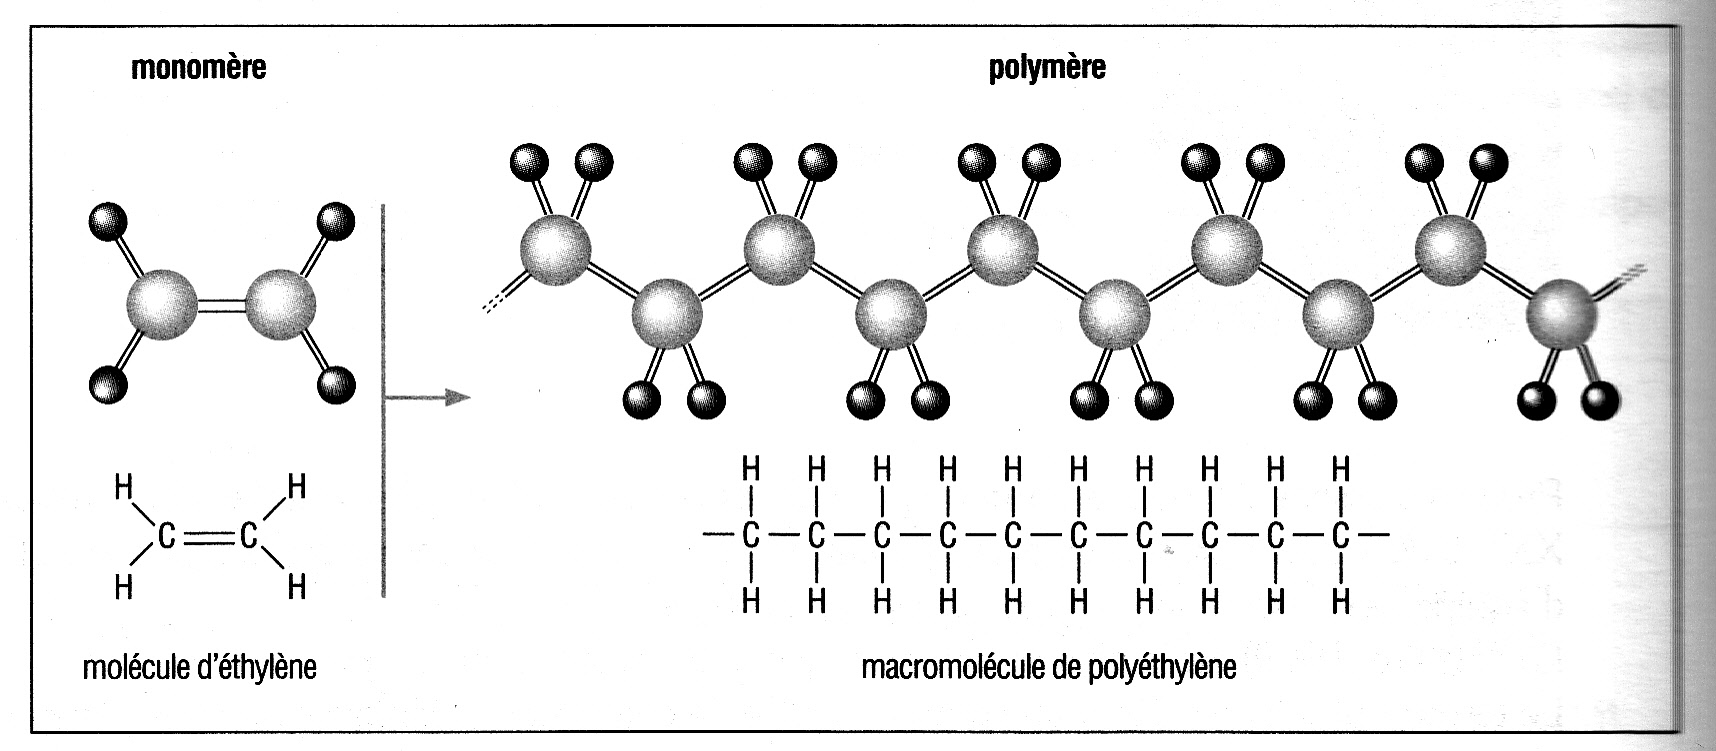 monomère
polymère
H H
C=C
H H
molécule d'éthylène
H H H H H H H H H H
—C—C—C—C—C—C—C—C—C—C—
H H H H H H H H H H
macromolécule de polyéthylène